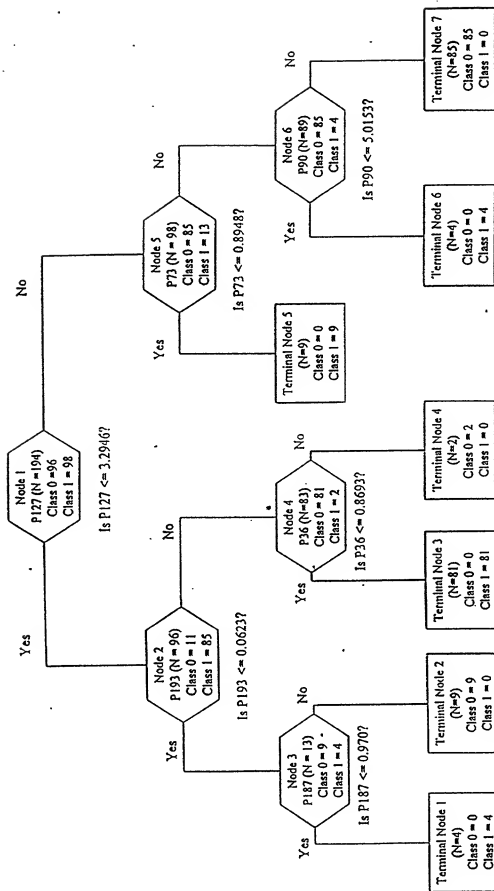 Node 1
P127 (N = 194)
Class 0 =96
Class 1 = 98
Is P127 <= 3.2946?
Yes
No
Node 2
P193 (N = 96)
Class 0 = 11
Class 1 = 85
Is P193 <= 0.0623?
Yes
No
Node 5
P73 (N = 98)
Class 0 = 85
Class 1 = 13
Is P73 <= 0.8948?
Yes
No
Node 3
P187 (N = 13)
Class 0 = 9
Class 1 = 4
Is P187 <= 0.970?
Yes
No
Node 4
P36 (N=83)
Class 0 = 81
Class 1 = 2
Is P36 <= 0.8693?
Yes
No
Terminal Node 5
(N=9)
Class 0 = 0
Class 1 = 9
Node 6
P90 (N=89)
Class 0 = 85
Class 1 = 4
Is P90 <= 5.0153?
Yes
No
Terminal Node 1
(N=4)
Class 0 = 0
Class 1 = 4
Terminal Node 2
(N=9)
Class 0 = 9
Class 1 = 0
Terminal Node 3
(N=81)
Class 0 = 0
Class 1 = 81
Terminal Node 4
(N=2)
Class 0 = 2
Class 1 = 0
Terminal Node 6
(N=4)
Class 0 = 0
Class 1 = 4
Terminal Node 7
(N=85)
Class 0 = 85
Class 1 = 0